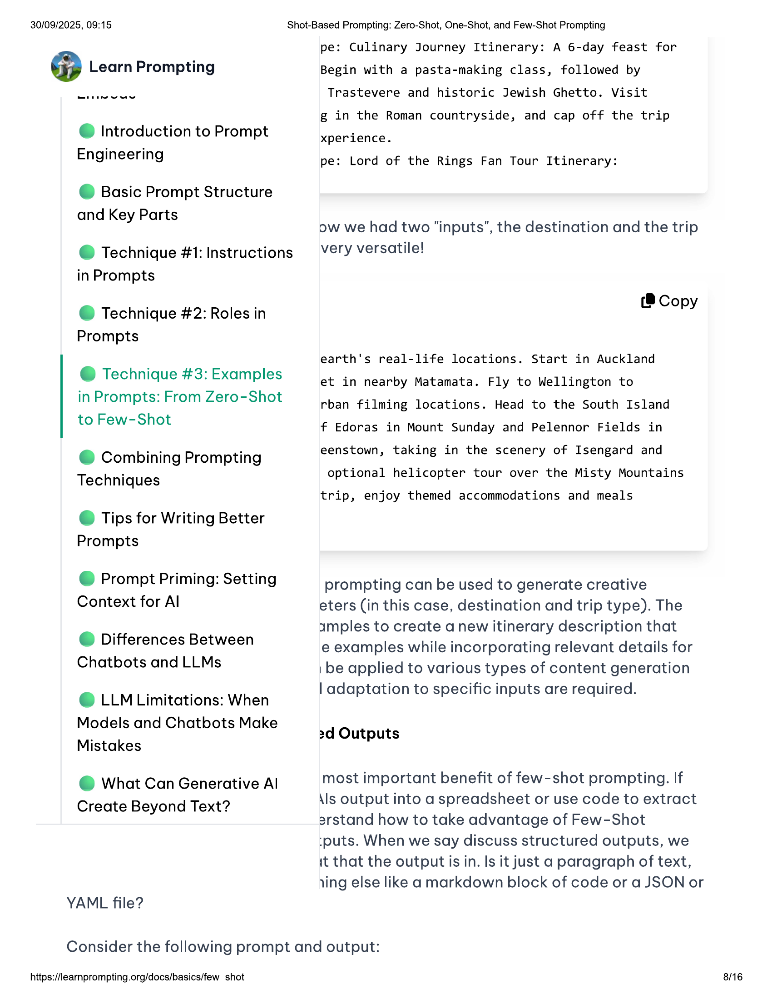 30/09/2025, 09:15
Shot-Based Prompting: Zero-Shot, One-Shot, and Few-Shot Prompting
Learn Prompting
Introduction to Prompt
Engineering
Basic Prompt Structure
and Key Parts
Technique #1: Instructions
in Prompts
Technique #2: Roles in
Prompts
Technique #3: Examples
in Prompts: From Zero-Shot
to Few-Shot
Combining Prompting
Techniques
Tips for Writing Better
Prompts
Prompt Priming: Setting
Context for AI
Differences Between
Chatbots and LLMs
LLM Limitations: When
Models and Chatbots Make
Mistakes
What Can Generative AI
Create Beyond Text?
pe: Culinary Journey Itinerary: A 6-day feast for
Begin with a pasta-making class, followed by
Trastevere and historic Jewish Ghetto. Visit
g in the Roman countryside, and cap off the trip
xperience.
pe: Lord of the Rings Fan Tour Itinerary:
ow we had two "inputs", the destination and the trip
very versatile!
Copy
earth's real-life locations. Start in Auckland
et in nearby Matamata. Fly to Wellington to
rban filming locations. Head to the South Island
f Edoras in Mount Sunday and Pelennor Fields in
eenstown, taking in the scenery of Isengard and
optional helicopter tour over the Misty Mountains
trip, enjoy themed accommodations and meals
prompting can be used to generate creative
eters (in this case, destination and trip type). The
amples to create a new itinerary description that
e examples while incorporating relevant details for
be applied to various types of content generation
adaptation to specific inputs are required.
ed Outputs
most important benefit of few-shot prompting. If
AIs output into a spreadsheet or use code to extract
erstand how to take advantage of Few-Shot
tputs. When we say discuss structured outputs, we
at that the output is in. Is it just a paragraph of text,
hing else like a markdown block of code or a JSON or
YAML file?
Consider the following prompt and output:
https://learnprompting.org/docs/basics/few_shot
8/16